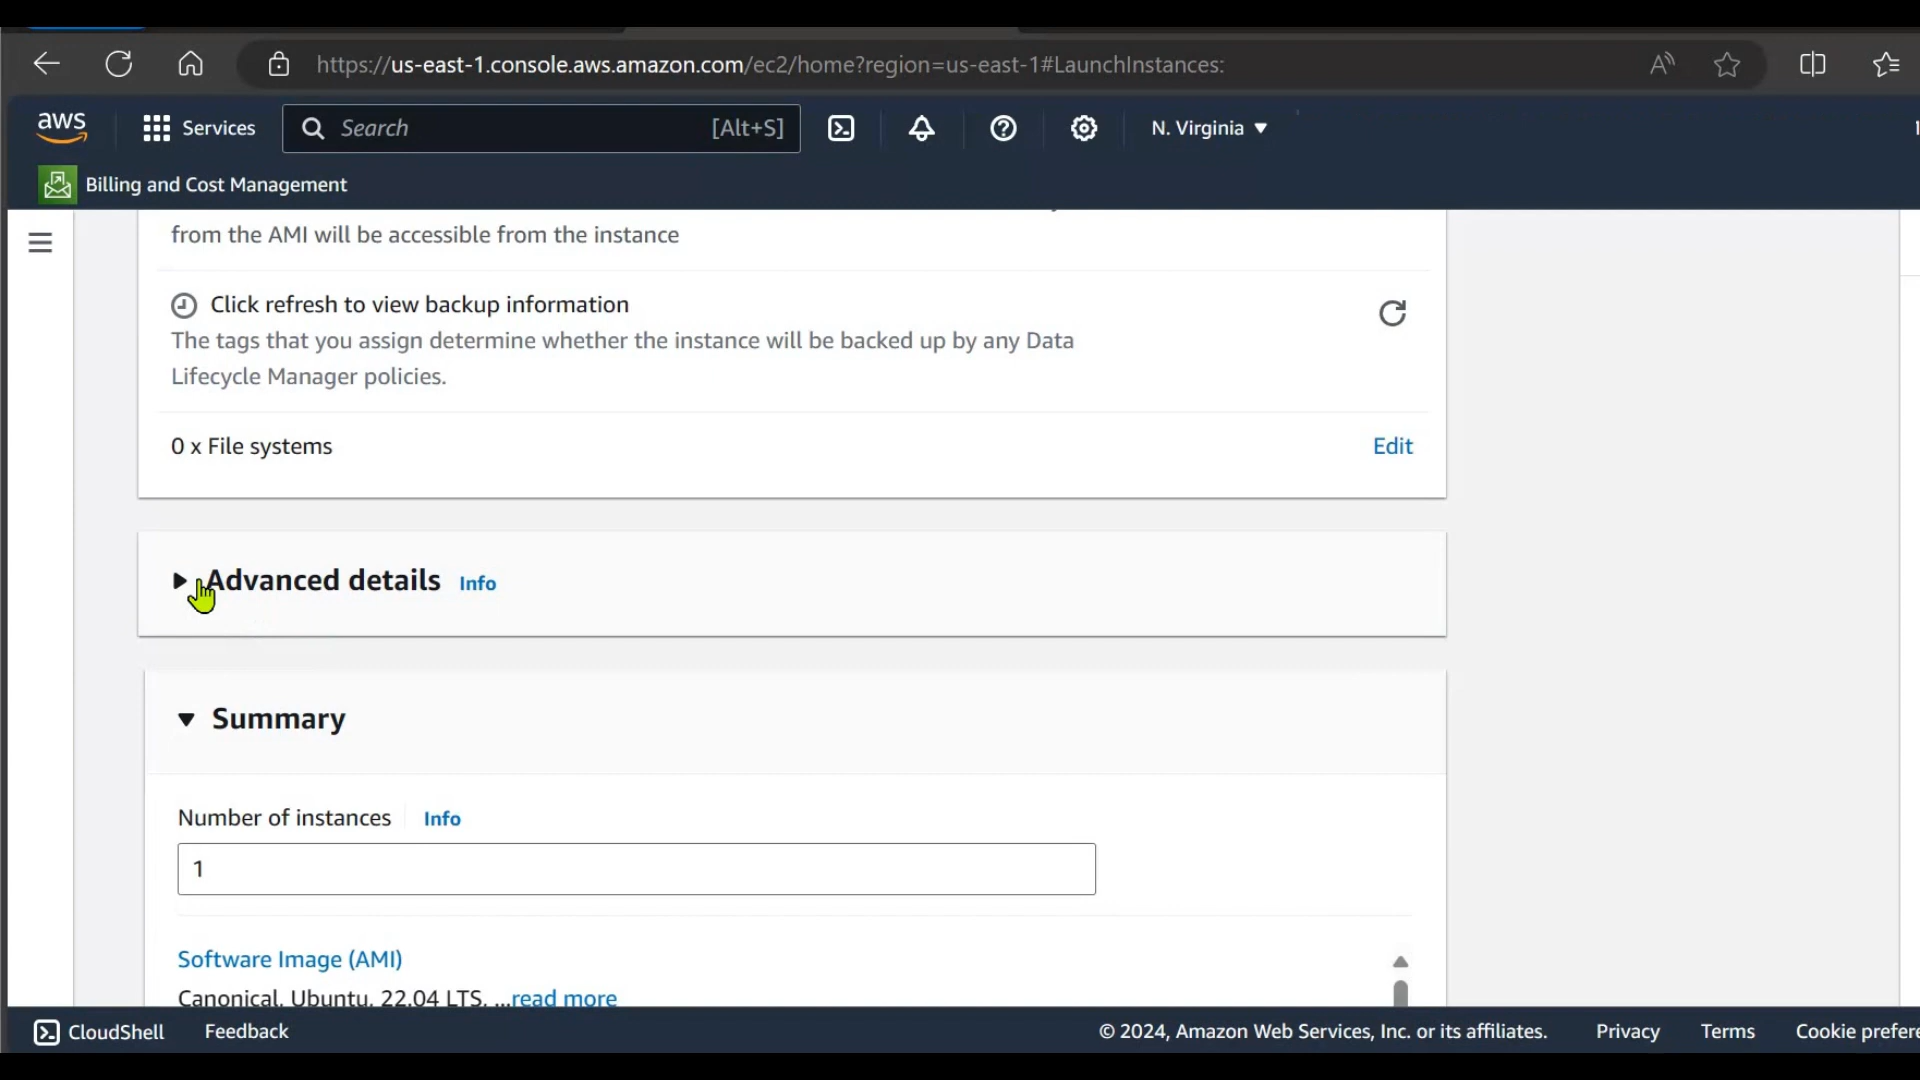 https://us-east-1.console.aws.amazon.com/ec2/home?region=us-east-1#LaunchInstances:
aws Services Search [Alt+S] N. Virginia
Billing and Cost Management
from the AMI will be accessible from the instance
Click refresh to view backup information
The tags that you assign determine whether the instance will be backed up by any Data
Lifecycle Manager policies.
0 x File systems Edit
Advanced details Info
Summary
Number of instances Info
1
Software Image (AMI)
Canonical, Ubuntu, 22.04 LTS, ...read more
CloudShell Feedback © 2024, Amazon Web Services, Inc. or its affiliates. Privacy Terms Cookie prefere